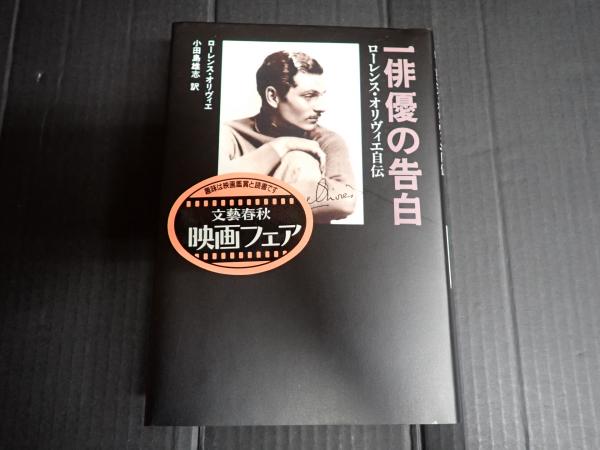 一俳優の告白
ローレンス・オリヴィエ自伝
ローレンス・オリヴィエ
小田島雄志 訳
趣味は映画鑑賞と読書です
文藝春秋
映画フェア